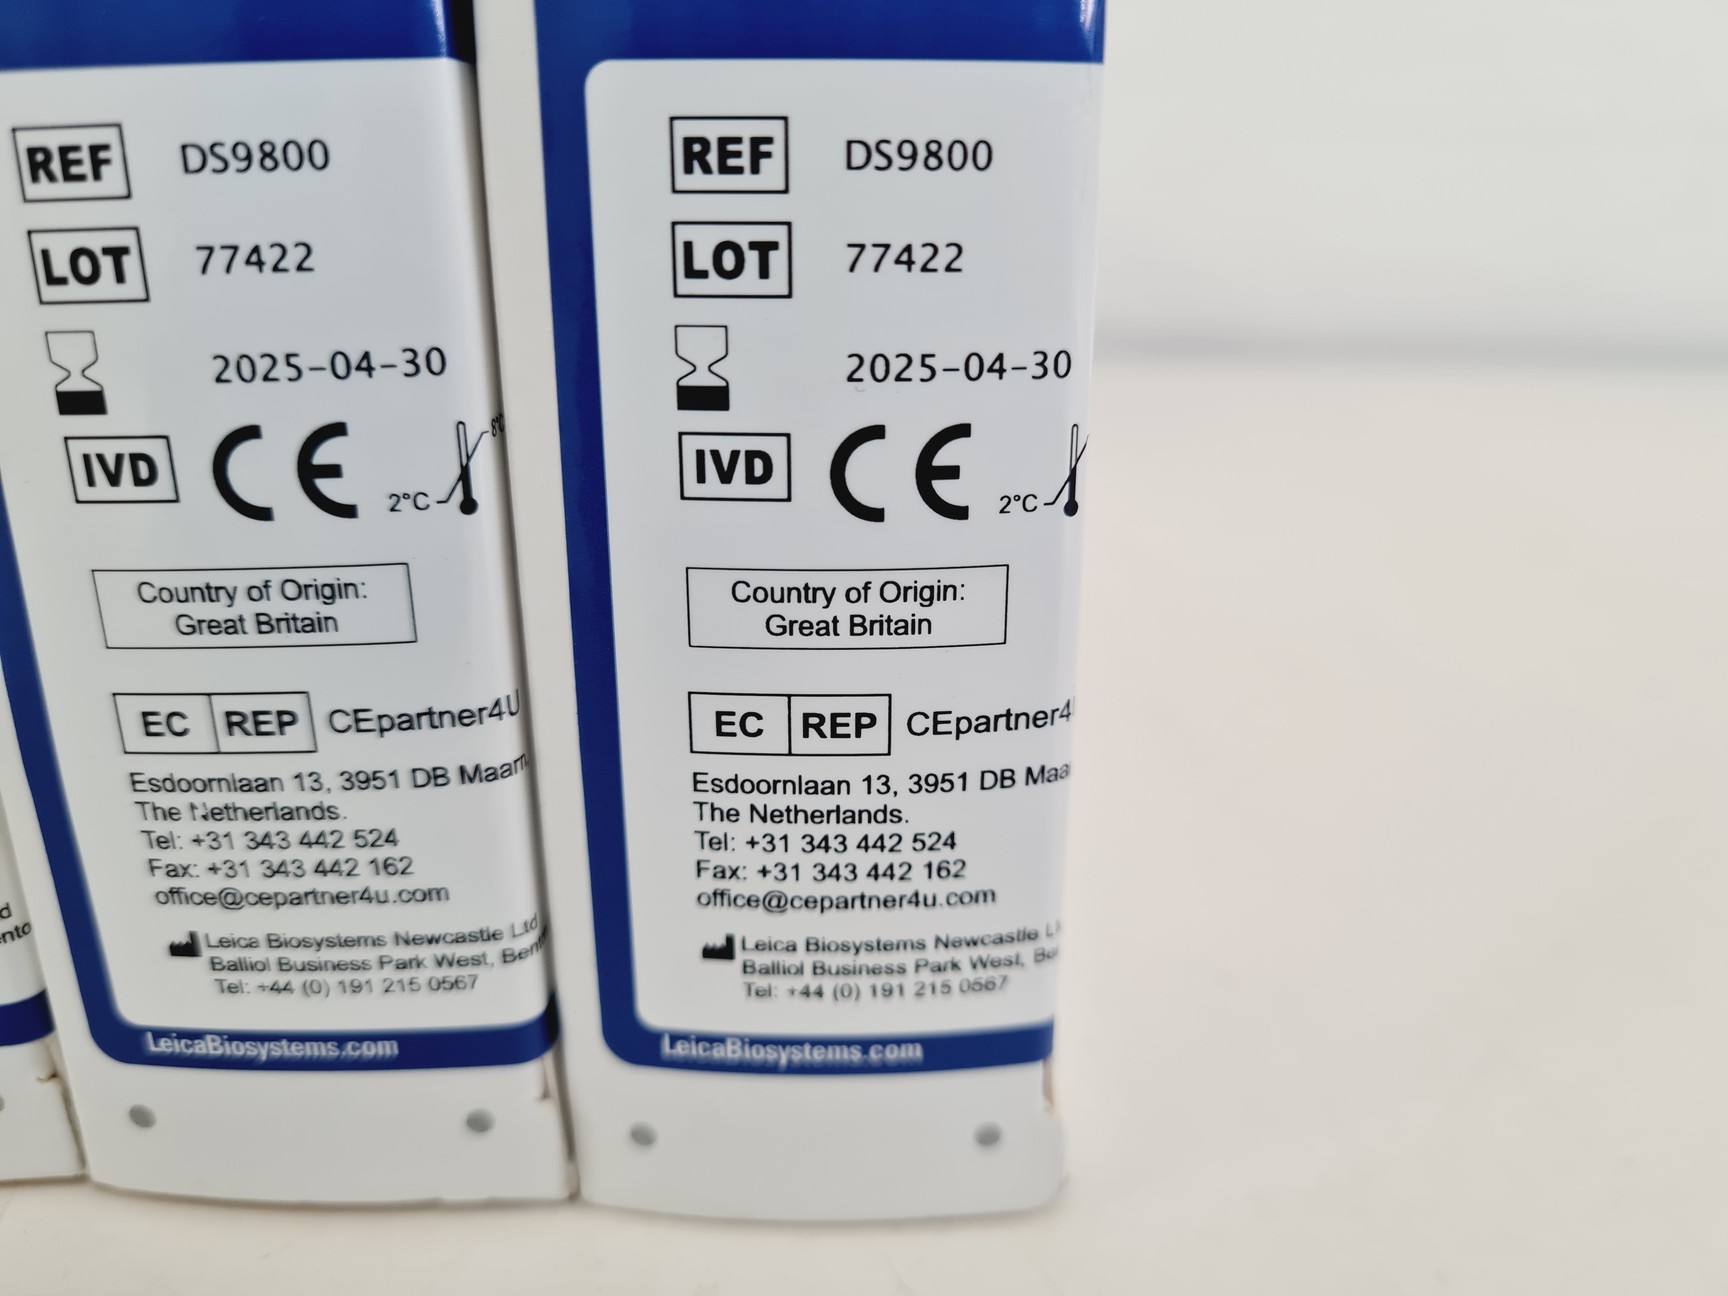 d
REF DS9800
LOT 77422
2025-04-30
IVD CE 2°C 8°C
Country of Origin:
Great Britain
EC REP CEpartner4U
Esdoornlaan 13, 3951 DB Maarn,
The Netherlands.
Tel: +31 343 442 524
Fax: +31 343 442 162
office@cepartner4u.com
Leica Biosystems Newcastle Ltd
Balliol Business Park West,
Tel: +44 (0) 191 215 0567
LeicaBiosystems.com
REF DS9800
LOT 77422
2025-04-30
IVD CE 2°C
Country of Origin:
Great Britain
EC REP CEpartner4
Esdoornlaan 13, 3951 DB Maa
The Netherlands.
Tel: +31 343 442 524
Fax: +31 343 442 162
office@cepartner4u.com
Leica Biosystems Newcastle
Balliol Business Park West,
Tel: +44 (0) 191 215 0567
LeicaBiosystems.com